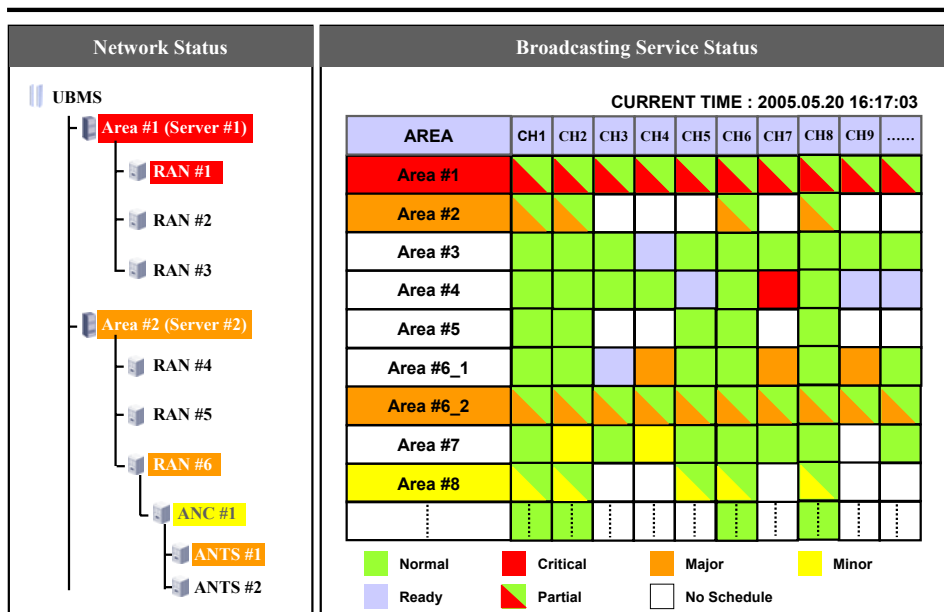 Network Status
UBMS
Area #1 (Server #1)
RAN #1
RAN #2
RAN #3
Area #2 (Server #2)
RAN #4
RAN #5
RAN #6
ANC #1
ANTS #1
ANTS #2
Broadcasting Service Status
CURRENT TIME : 2005.05.20 16:17:03
AREA CH1 CH2 CH3 CH4 CH5 CH6 CH7 CH8 CH9 ……
Area #1
Area #2
Area #3
Area #4
Area #5
Area #6_1
Area #6_2
Area #7
Area #8
Normal Critical Major Minor
Ready Partial No Schedule